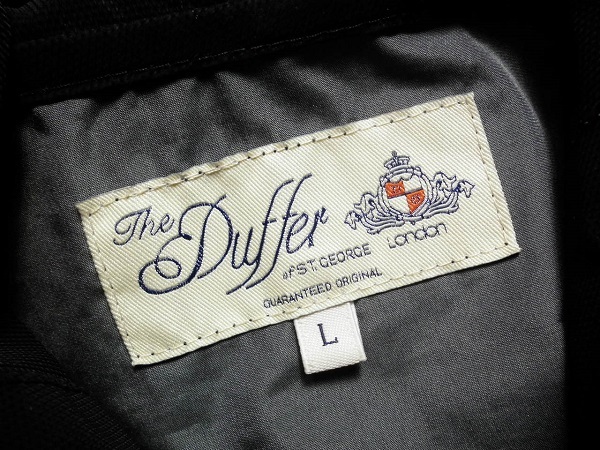 The Duffer
of ST. GEORGE London
GUARANTEED ORIGINAL
L